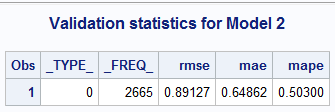 Validation statistics for Model 2
Obs _TYPE_ _FREQ_ rmse mae mape
1 0 2665 0.89127 0.64862 0.50300